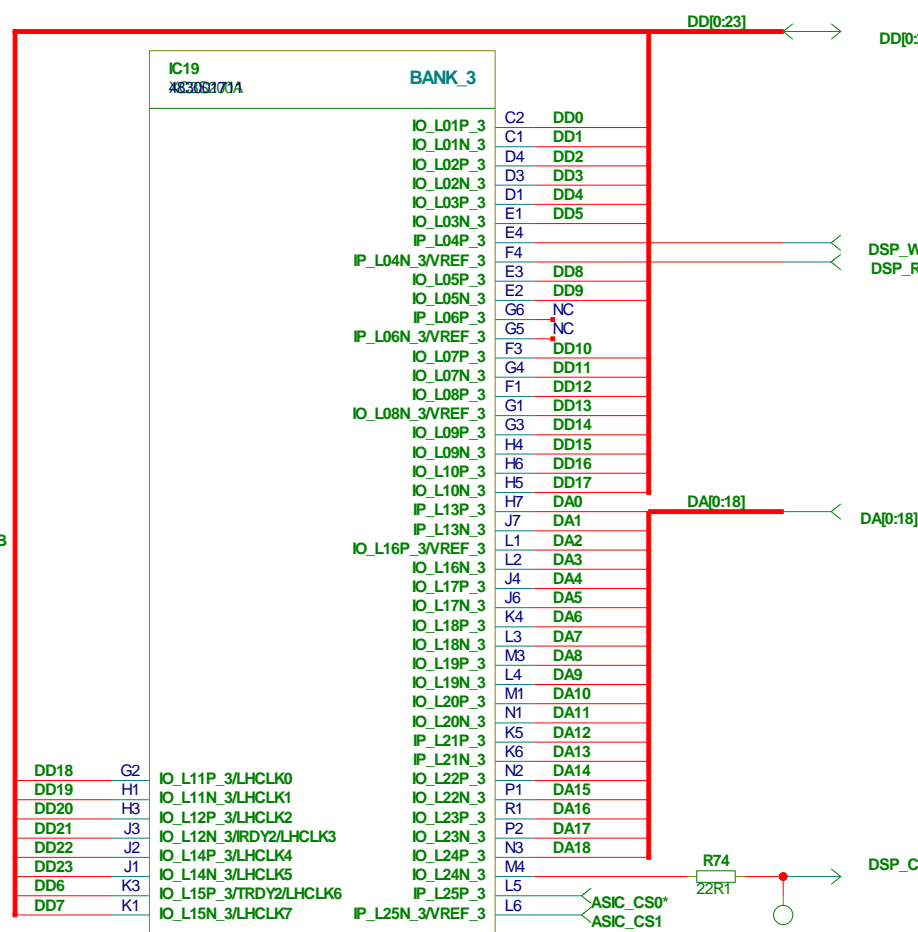 DD[0:23]
DD[0:
IC19
BANK_3
IO_L01P_3 C2 DD0
IO_L01N_3 C1 DD1
IO_L02P_3 D4 DD2
IO_L02N_3 D3 DD3
IO_L03P_3 D1 DD4
IO_L03N_3 E1 DD5
IP_L04P_3 E4
DSP_W
IP_L04N_3/VREF_3 F4
DSP_R
IO_L05P_3 E3 DD8
IO_L05N_3 E2 DD9
IP_L06P_3 G6 NC
IP_L06N_3/VREF_3 G5 NC
IO_L07P_3 F3 DD10
IO_L07N_3 G4 DD11
IO_L08P_3 F1 DD12
IO_L08N_3/VREF_3 G1 DD13
IO_L09P_3 G3 DD14
IO_L09N_3 H4 DD15
IO_L10P_3 H6 DD16
IO_L10N_3 H5 DD17
IP_L13P_3 H7 DA0
DA[0:18]
DA[0:18]
IP_L13N_3 J7 DA1
IO_L16P_3/VREF_3 L1 DA2
B
IO_L16N_3 L2 DA3
IO_L17P_3 J4 DA4
IO_L17N_3 J6 DA5
IO_L18P_3 K4 DA6
IO_L18N_3 L3 DA7
IO_L19P_3 M3 DA8
IO_L19N_3 L4 DA9
IO_L20P_3 M1 DA10
IO_L20N_3 N1 DA11
IP_L21P_3 K5 DA12
IP_L21N_3 K6 DA13
DD18 G2 IO_L11P_3/LHCLK0 IO_L22P_3 N2 DA14
DD19 H1 IO_L11N_3/LHCLK1 IO_L22N_3 P1 DA15
DD20 H3 IO_L12P_3/LHCLK2 IO_L23P_3 R1 DA16
DD21 J3 IO_L12N_3/IRDY2/LHCLK3 IO_L23N_3 P2 DA17
DD22 J2 IO_L14P_3/LHCLK4 IO_L24P_3 N3 DA18
DD23 J1 IO_L14N_3/LHCLK5 IO_L24N_3 M4 R74 22R1 DSP_C
DD6 K3 IO_L15P_3/TRDY2/LHCLK6 IP_L25P_3 L5 ASIC_CS0*
DD7 K1 IO_L15N_3/LHCLK7 IP_L25N_3/VREF_3 L6 ASIC_CS1